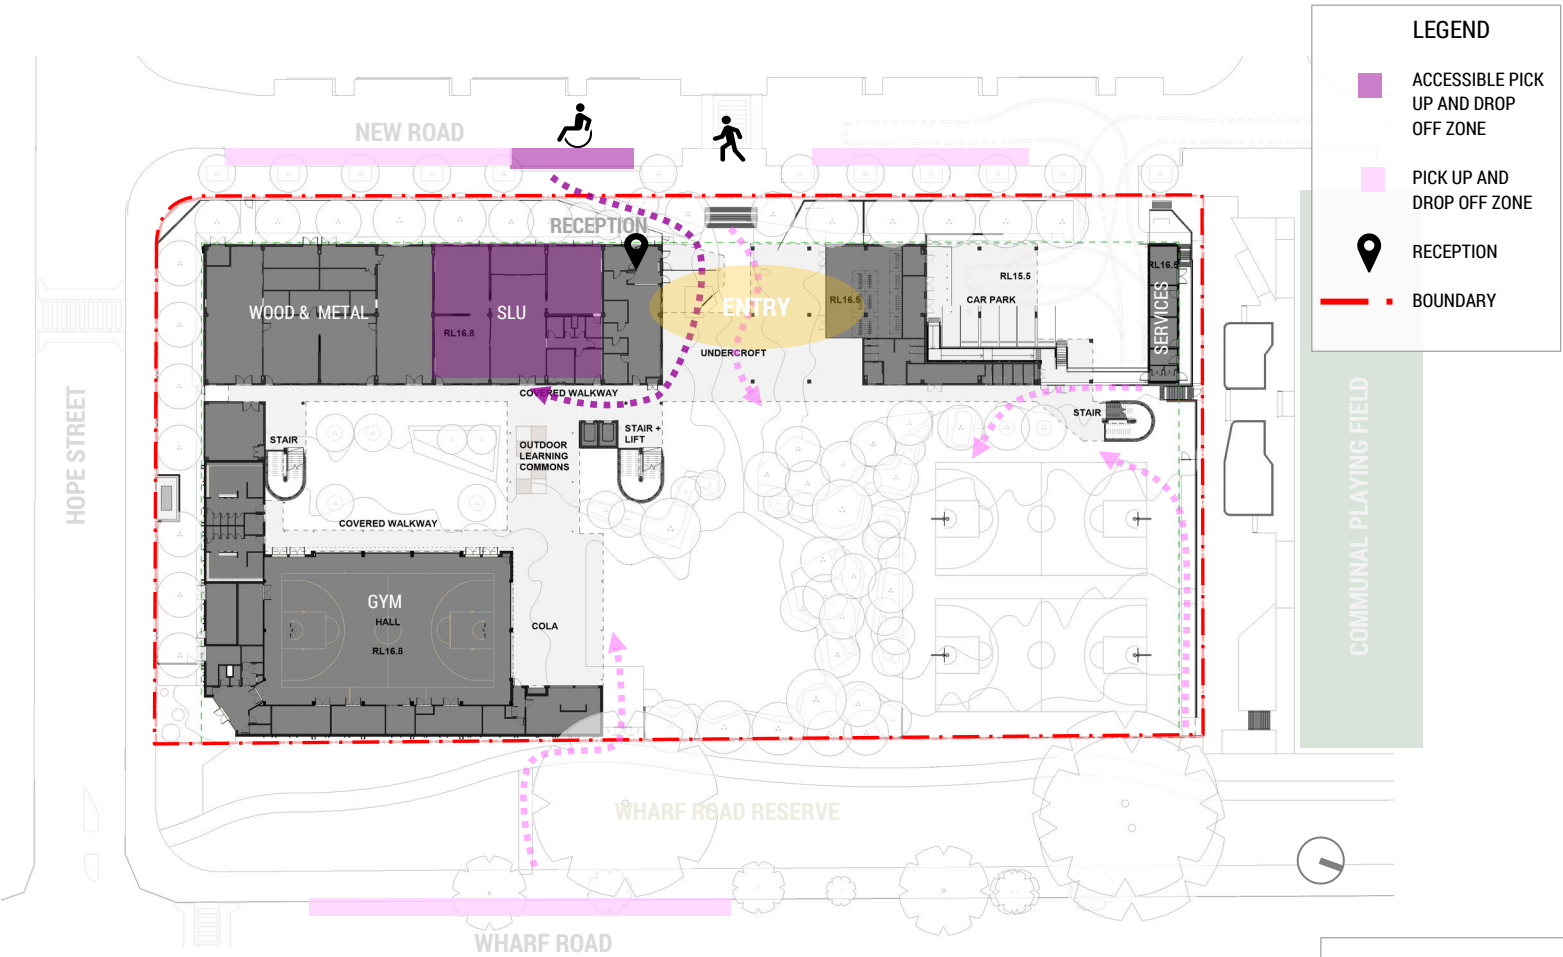 LEGEND
ACCESSIBLE PICK
UP AND DROP
OFF ZONE
PICK UP AND
DROP OFF ZONE
RECEPTION
BOUNDARY
NEW ROAD
RECEPTION
WOOD & METAL
SLU
RL16.8
ENTRY
RL16.5
RL15.5
CAR PARK
RL16.5
SERVICES
UNDERCROFT
COVERED WALKWAY
STAIR
OUTDOOR
LEARNING
COMMONS
STAIR +
LIFT
STAIR
COVERED WALKWAY
HOPE STREET
GYM
HALL
RL16.8
COLA
COMMUNAL PLAYING FIELD
WHARF ROAD RESERVE
WHARF ROAD